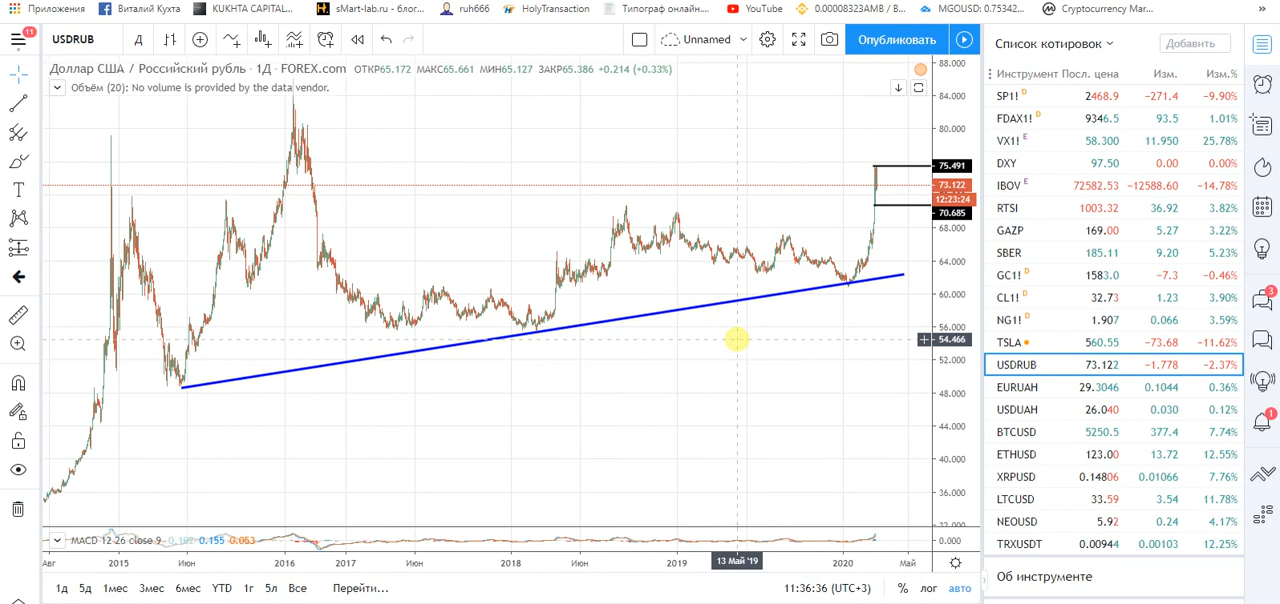 Приложения Виталий Кухта KUKHTA CAPITAL... sMart-lab.ru - блог... ruh666 HolyTransaction Типограф онлайн.... YouTube 0.00008323AMB / B... MGOUSD: 0.75342... Cryptocurrency Mar... »
11 USDRUB Д Unnamed Опубликовать Список котировок Добавить
Доллар США / Российский рубль · 1Д · FOREX.com ОТКР65.172 МАКС65.661 МИН65.127 ЗАКР65.386 +0.214 (+0.33%)
Объём (20): No volume is provided by the data vendor.
88.000
84.000
80.000
75.491
73.122
12:23:24
70.685
68.000
64.000
60.000
56.000
54.466
52.000
48.000
44.000
40.000
36.000
32.000
MACD 12 26 close 9 0.102 0.155 0.053 0.000
Авг 2015 Июн 2016 Июн 2017 Июн 2018 Июн 2019 13 Май '19 2020 Май
1д 5д 1мес 3мес 6мес YTD 1г 5л Все Перейти... 11:36:36 (UTC+3) % лог авто
Инструмент Посл. цена Изм. Изм.%
SP1! D 2468.9 −271.4 −9.90%
FDAX1! D 9346.5 93.5 1.01%
VX1! E 58.300 11.950 25.78%
DXY 97.50 0.00 0.00%
IBOV E 72582.53 −12588.60 −14.78%
RTSI 1003.32 36.92 3.82%
GAZP 169.00 5.27 3.22%
SBER 185.11 9.20 5.23%
GC1! D 1583.0 −7.3 −0.46%
CL1! D 32.73 1.23 3.90%
NG1! D 1.907 0.066 3.59%
TSLA 560.55 −73.68 −11.62%
USDRUB 73.122 −1.778 −2.37%
EURUAH 29.3046 0.1044 0.36%
USDUAH 26.040 0.030 0.12%
BTCUSD 5250.5 377.4 7.74%
ETHUSD 123.00 13.72 12.55%
XRPUSD 0.14806 0.01066 7.76%
LTCUSD 33.59 3.54 11.78%
NEOUSD 5.92 0.24 4.17%
TRXUSDT 0.00944 0.00103 12.25%
Об инструменте
3
1